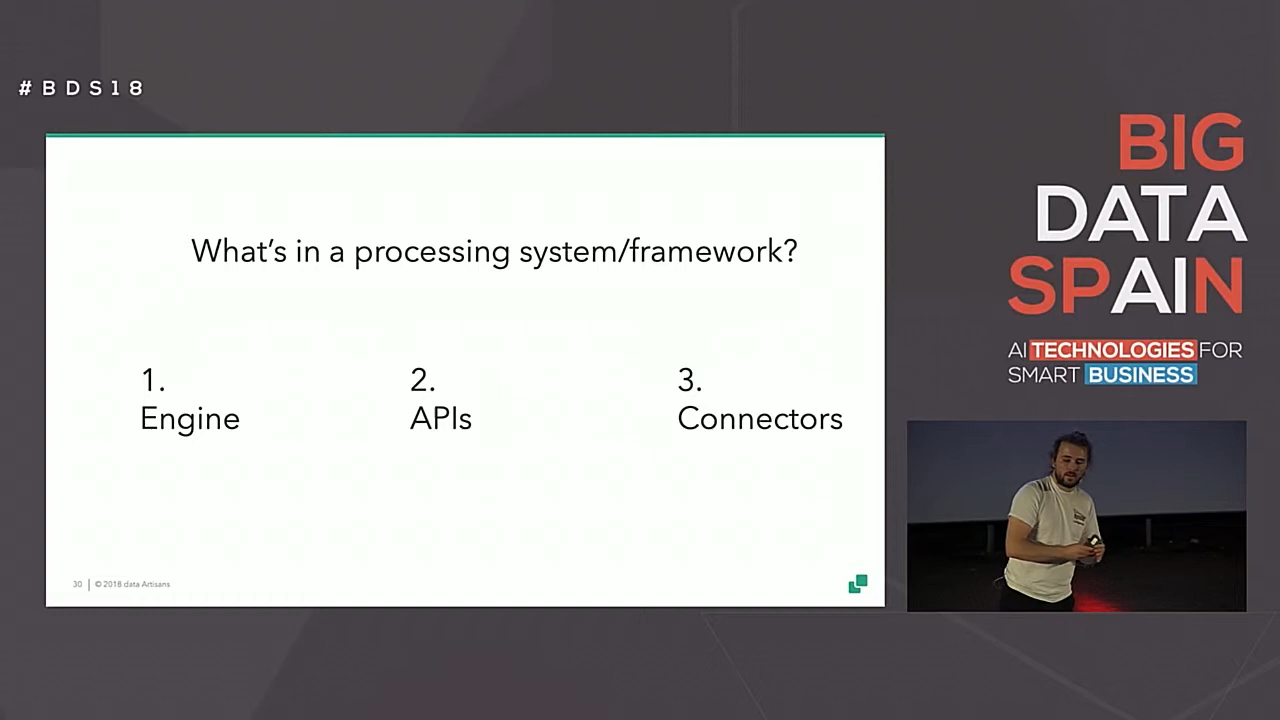 #BDS18
What's in a processing system/framework?
1.
Engine
2.
APIs
3.
Connectors
30 | © 2018 data Artisans
BIG
DATA
SPAIN
AI TECHNOLOGIES FOR
SMART BUSINESS